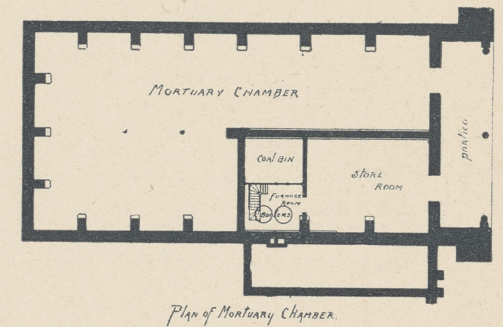 MORTUARY CHAMBER
portico
COAL BIN
STORE
ROOM
FURNACE
ROOM
BOILERS
PLAN OF MORTUARY CHAMBER.